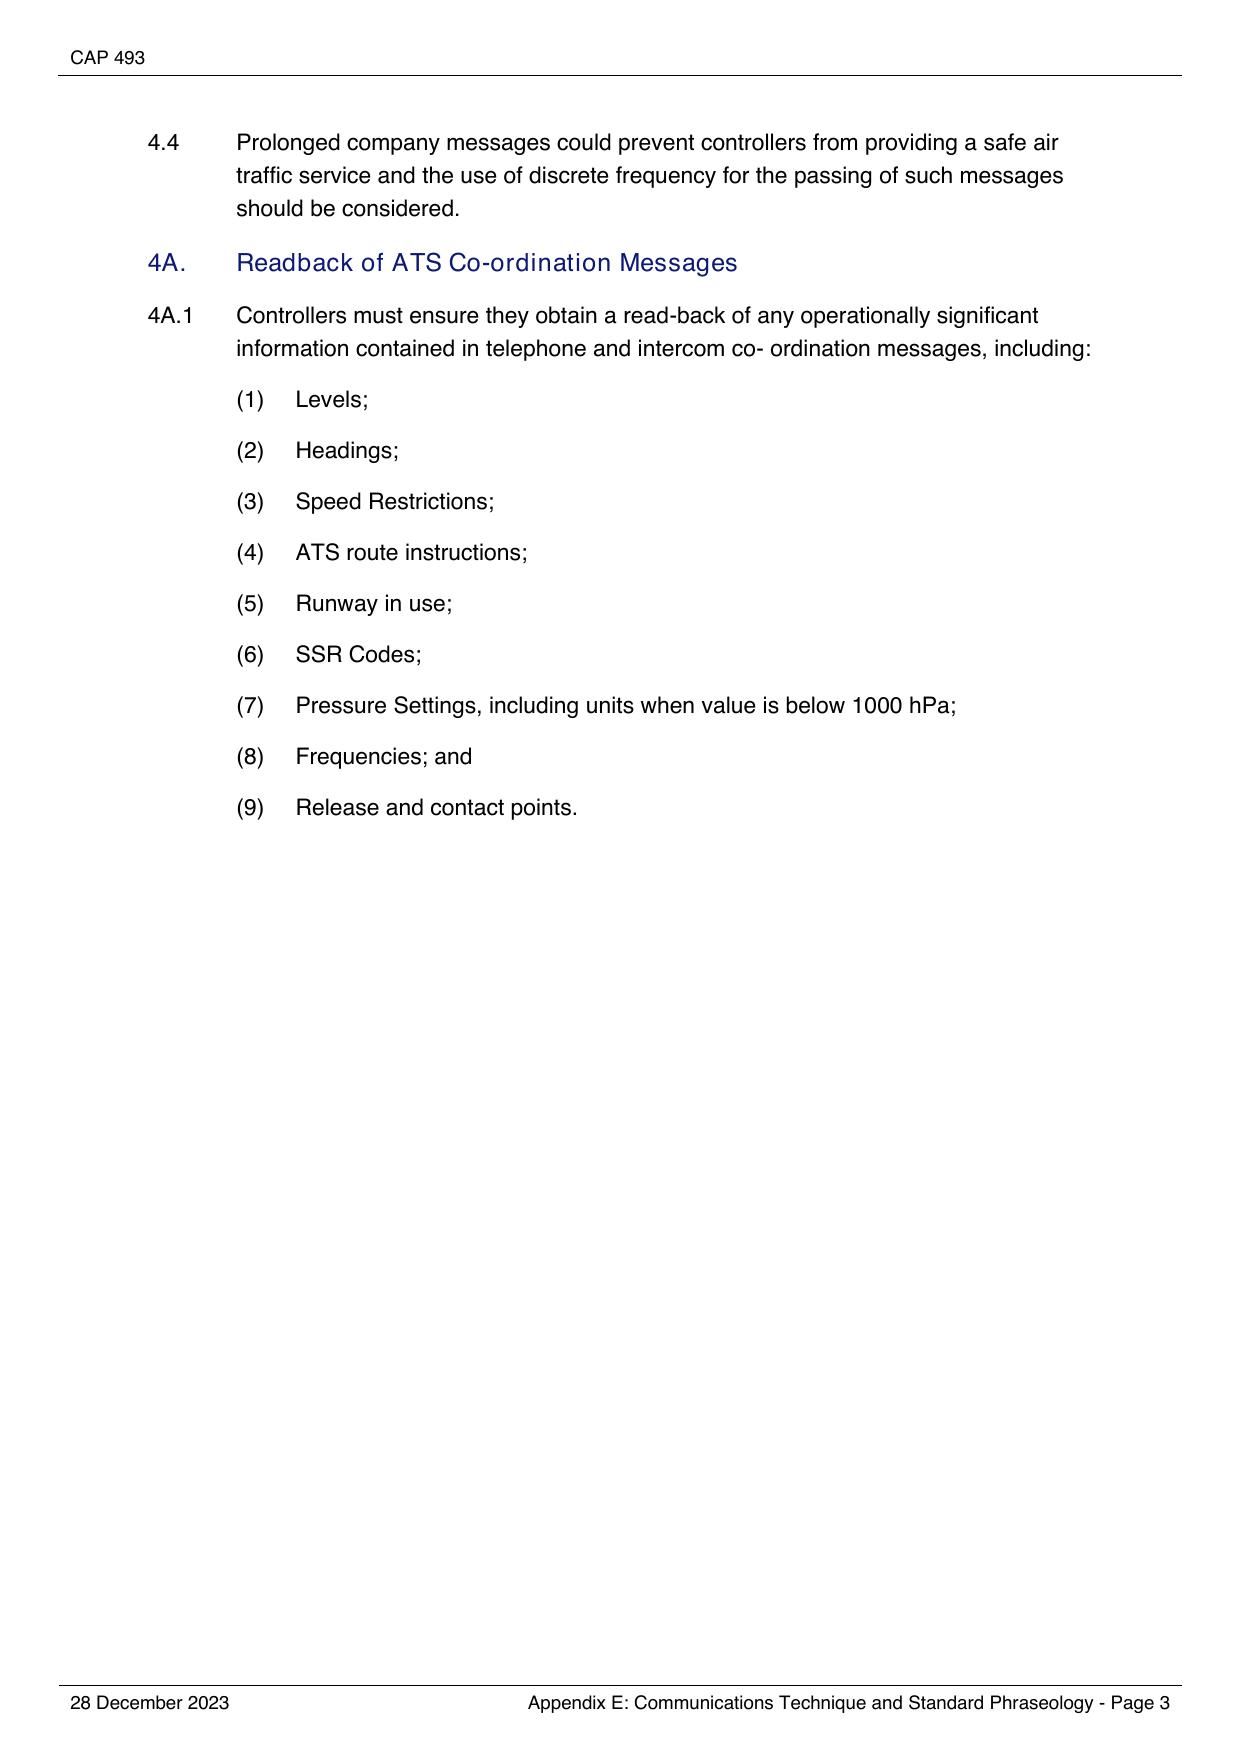 CAP 493
4.4 Prolonged company messages could prevent controllers from providing a safe air
traffic service and the use of discrete frequency for the passing of such messages
should be considered.
4A. Readback of ATS Co-ordination Messages
4A.1 Controllers must ensure they obtain a read-back of any operationally significant
information contained in telephone and intercom co- ordination messages, including:
(1) Levels;
(2) Headings;
(3) Speed Restrictions;
(4) ATS route instructions;
(5) Runway in use;
(6) SSR Codes;
(7) Pressure Settings, including units when value is below 1000 hPa;
(8) Frequencies; and
(9) Release and contact points.
28 December 2023 Appendix E: Communications Technique and Standard Phraseology - Page 3